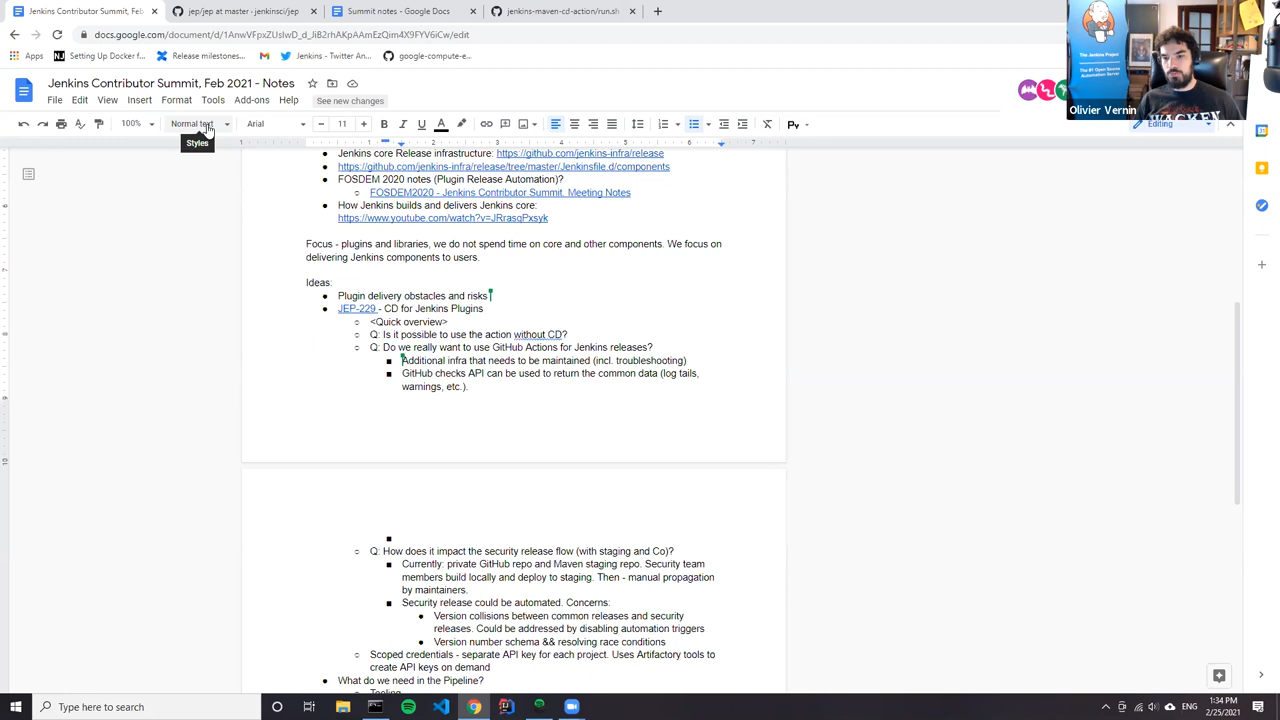 Jenkins Contributor Summit, Feb
jep/jep at master · jenkinsci/jep
Summit notes - Google Docs
jenkins-maven-cd-action/run.sh
docs.google.com/document/d/1AnwVFpxZUsIwD_d_JiB2rhAKpKAAmEzQim4X9FYV6iCw/edit
Apps
Setting Up Docker f...
Release milestones...
Jenkins - Twitter An...
google-compute-e...
The Jenkins Project
The #1 Open Source
Automation Server
WACKEN
Olivier Vernin
Jenkins Contributor Summit, Feb 2021 - Notes
File Edit View Insert Format Tools Add-ons Help See new changes
100% Normal text Arial 11 Editing
Styles
Jenkins core Release infrastructure: https://github.com/jenkins-infra/release
https://github.com/jenkins-infra/release/tree/master/Jenkinsfile.d/components
FOSDEM 2020 notes (Plugin Release Automation)?
FOSDEM2020 - Jenkins Contributor Summit. Meeting Notes
How Jenkins builds and delivers Jenkins core:
https://www.youtube.com/watch?v=JRrasqPxsyk
Focus - plugins and libraries, we do not spend time on core and other components. We focus on
delivering Jenkins components to users.
Ideas:
Plugin delivery obstacles and risks
JEP-229 - CD for Jenkins Plugins
<Quick overview>
Q: Is it possible to use the action without CD?
Q: Do we really want to use GitHub Actions for Jenkins releases?
Additional infra that needs to be maintained (incl. troubleshooting)
GitHub checks API can be used to return the common data (log tails,
warnings, etc.).
Q: How does it impact the security release flow (with staging and Co)?
Currently: private GitHub repo and Maven staging repo. Security team
members build locally and deploy to staging. Then - manual propagation
by maintainers.
Security release could be automated. Concerns:
Version collisions between common releases and security
releases. Could be addressed by disabling automation triggers
Version number schema && resolving race conditions
Scoped credentials - separate API key for each project. Uses Artifactory tools to
create API keys on demand
What do we need in the Pipeline?
Tooling
Type here to search
ENG
1:34 PM
2/25/2021